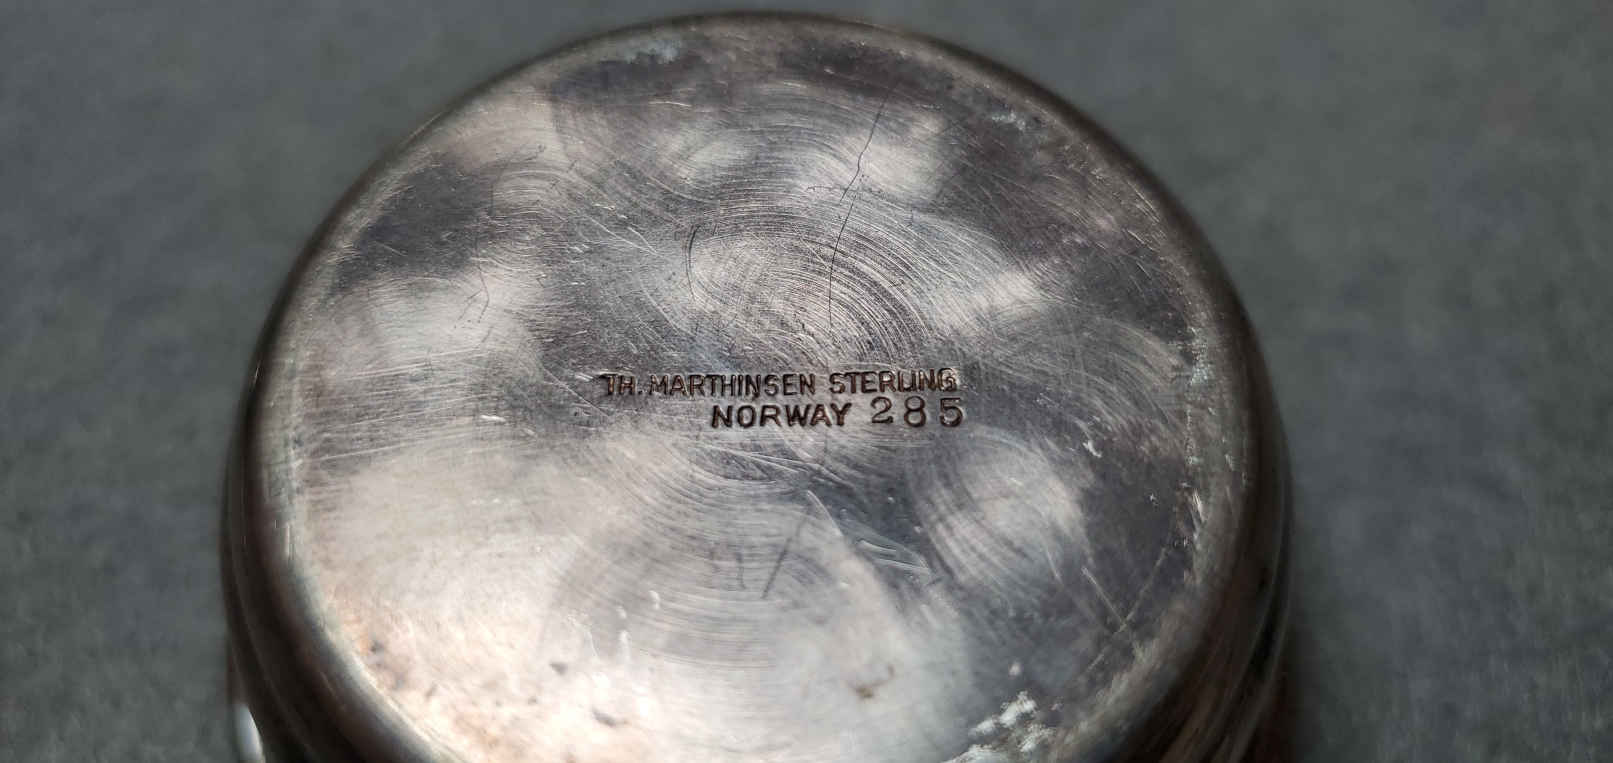 TH. MARTHINSEN STERLING
NORWAY 285